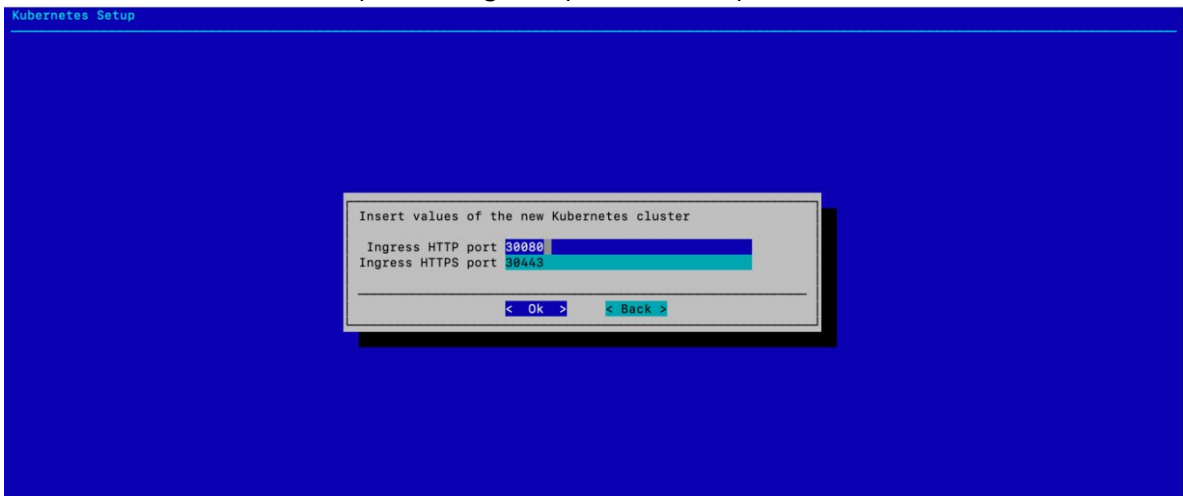 Kubernetes Setup
Insert values of the new Kubernetes cluster
Ingress HTTP port 30080
Ingress HTTPS port 30443
< Ok > < Back >